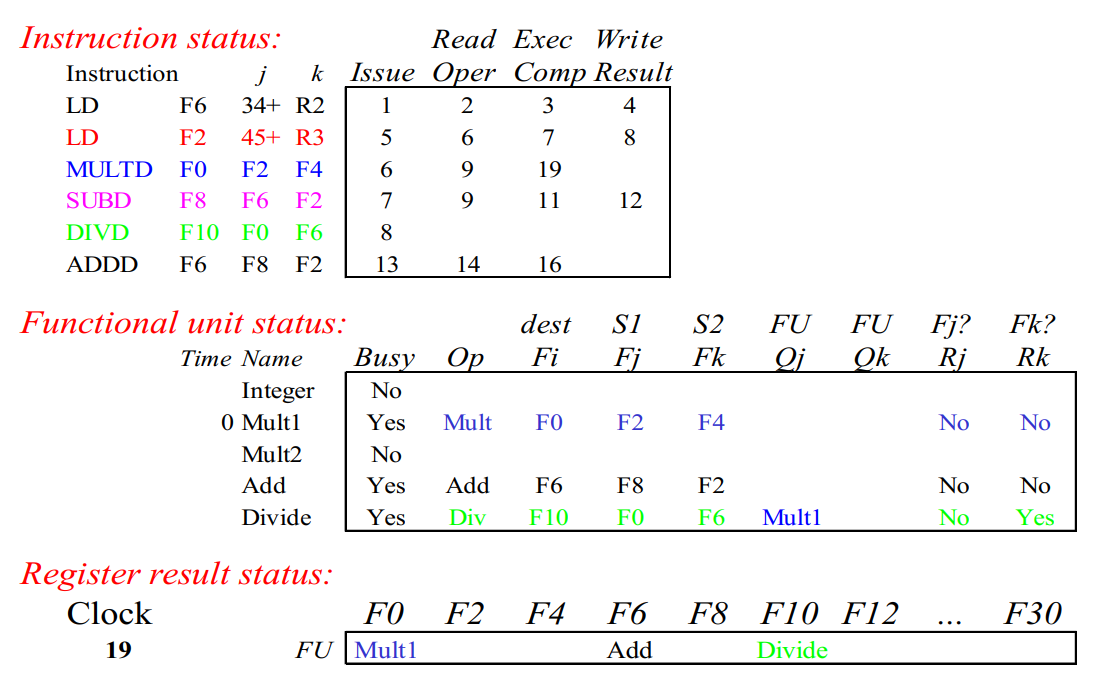 Instruction status: Read Exec Write
Instruction j k Issue Oper Comp Result
LD F6 34+ R2 1 2 3 4
LD F2 45+ R3 5 6 7 8
MULTD F0 F2 F4 6 9 19
SUBD F8 F6 F2 7 9 11 12
DIVD F10 F0 F6 8
ADDD F6 F8 F2 13 14 16
Functional unit status: dest S1 S2 FU FU Fj? Fk?
Time Name Busy Op Fi Fj Fk Qj Qk Rj Rk
Integer No
0 Mult1 Yes Mult F0 F2 F4 No No
Mult2 No
Add Yes Add F6 F8 F2 No No
Divide Yes Div F10 F0 F6 Mult1 No Yes
Register result status:
Clock F0 F2 F4 F6 F8 F10 F12 ... F30
19 FU Mult1 Add Divide